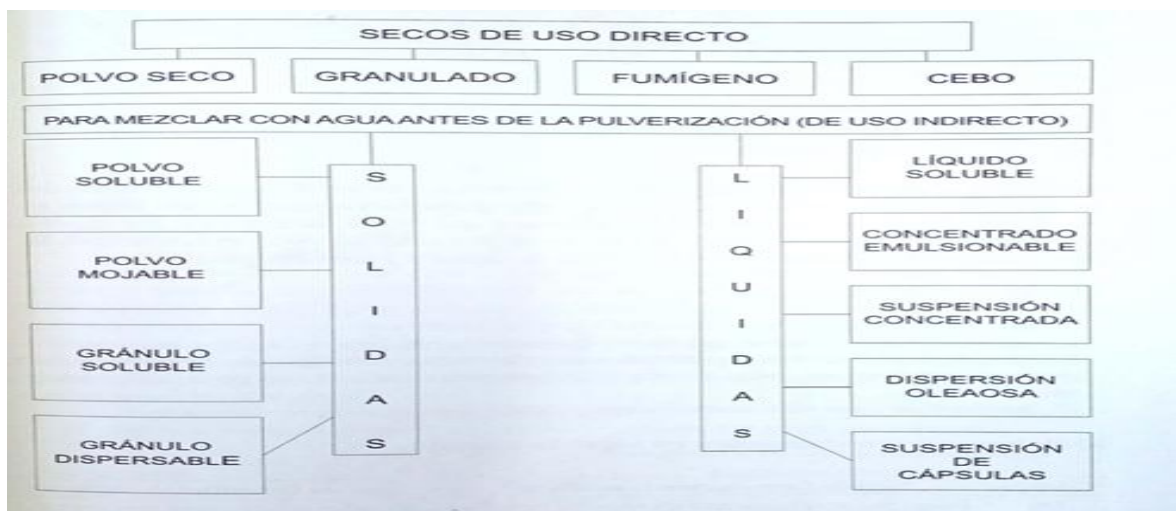 SECOS DE USO DIRECTO
POLVO SECO
GRANULADO
FUMÍGENO
CEBO
PARA MEZCLAR CON AGUA ANTES DE LA PULVERIZACIÓN (DE USO INDIRECTO)
POLVO
SOLUBLE
POLVO
MOJABLE
GRÁNULO
SOLUBLE
GRÁNULO
DISPERSABLE
S
O
L
I
D
A
S
L
I
Q
U
I
D
A
S
LÍQUIDO
SOLUBLE
CONCENTRADO
EMULSIONABLE
SUSPENSIÓN
CONCENTRADA
DISPERSIÓN
OLEAOSA
SUSPENSIÓN
DE
CÁPSULAS